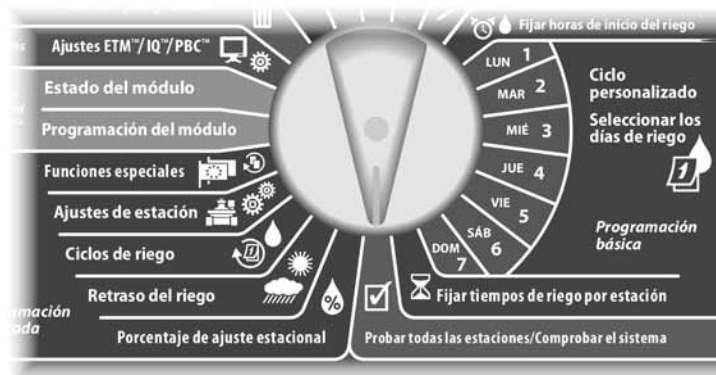 Fijar horas de inicio del riego
Ajustes ETM™/IQ™/PBC™
Estado del módulo
Programación del módulo
Funciones especiales
Ajustes de estación
Ciclos de riego
Retraso del riego
Porcentaje de ajuste estacional
LUN 1
MAR 2
MIÉ 3
JUE 4
VIE 5
SÁB 6
DOM 7
Ciclo
personalizado
Seleccionar los
días de riego
1
Programación
básica
Fijar tiempos de riego por estación
%
Probar todas las estaciones/Comprobar el sistema